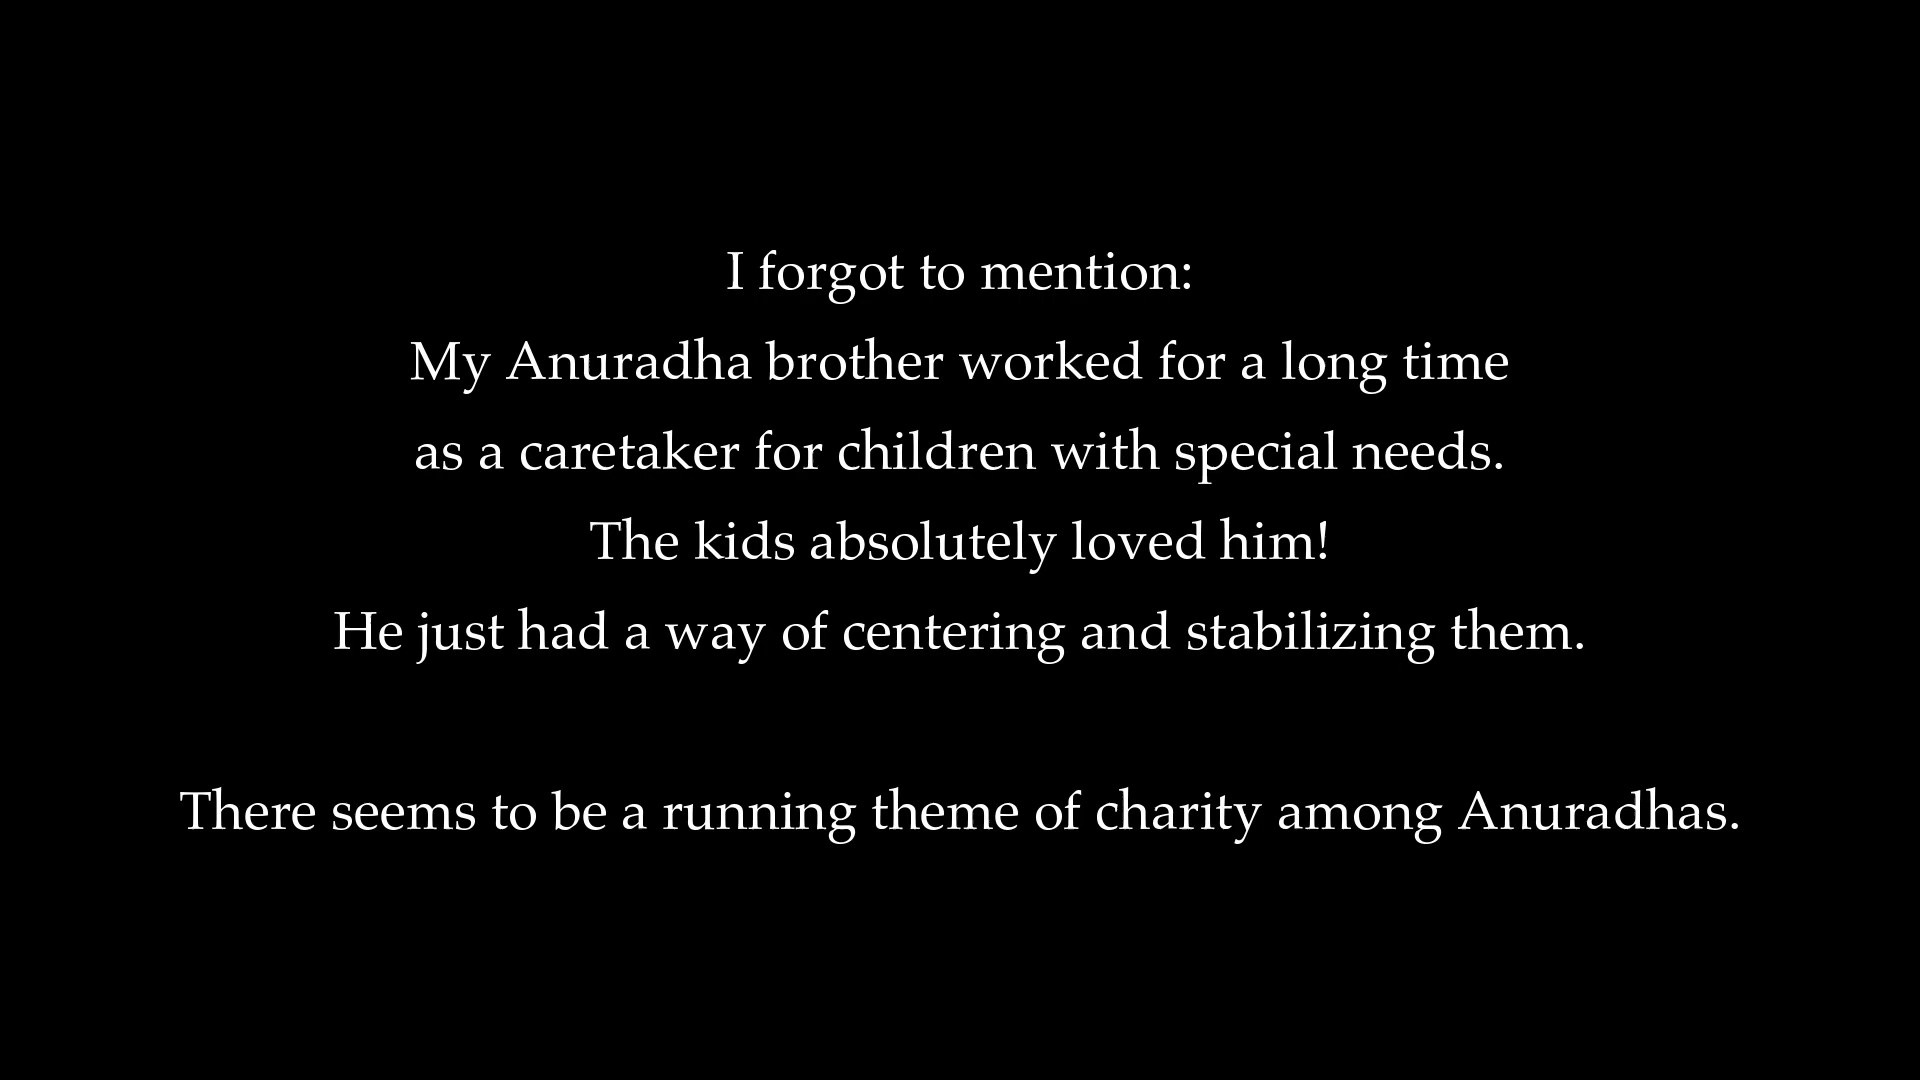 I forgot to mention:
My Anuradha brother worked for a long time
as a caretaker for children with special needs.
The kids absolutely loved him!
He just had a way of centering and stabilizing them.
There seems to be a running theme of charity among Anuradhas.